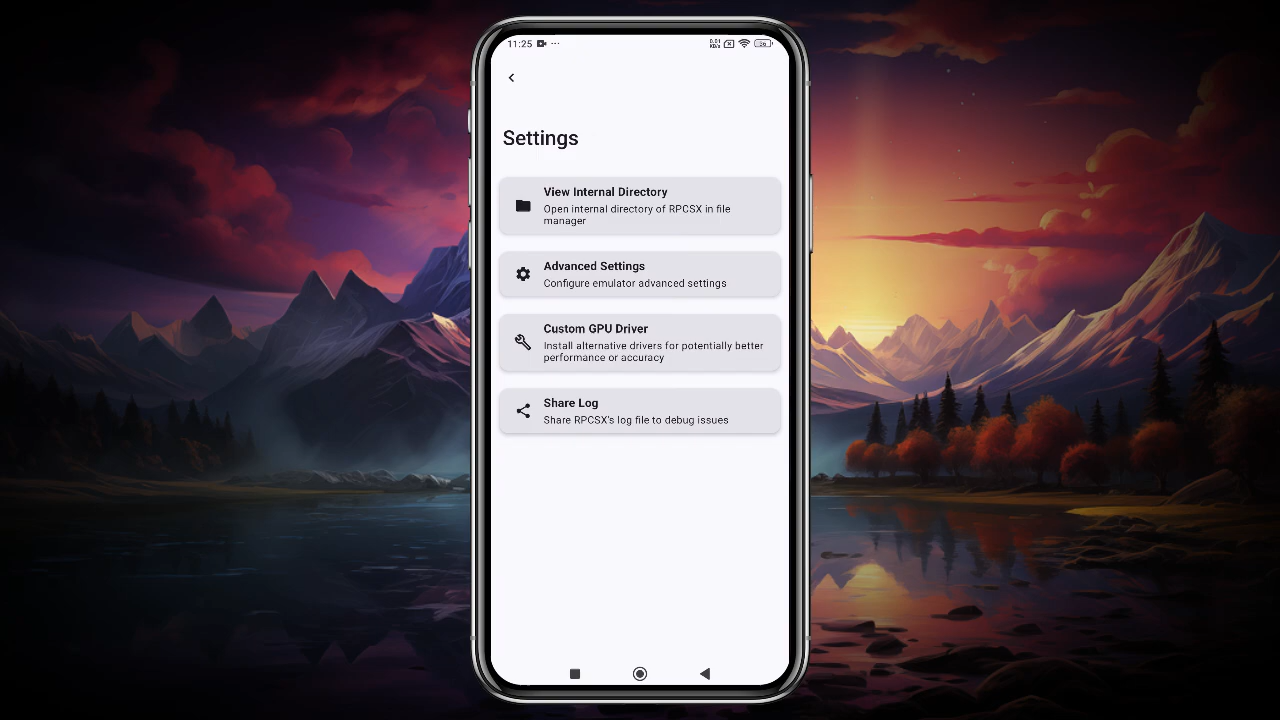 11:25
Settings
View Internal Directory
Open internal directory of RPCSX in file
manager
Advanced Settings
Configure emulator advanced settings
Custom GPU Driver
Install alternative drivers for potentially better
performance or accuracy
Share Log
Share RPCSX's log file to debug issues